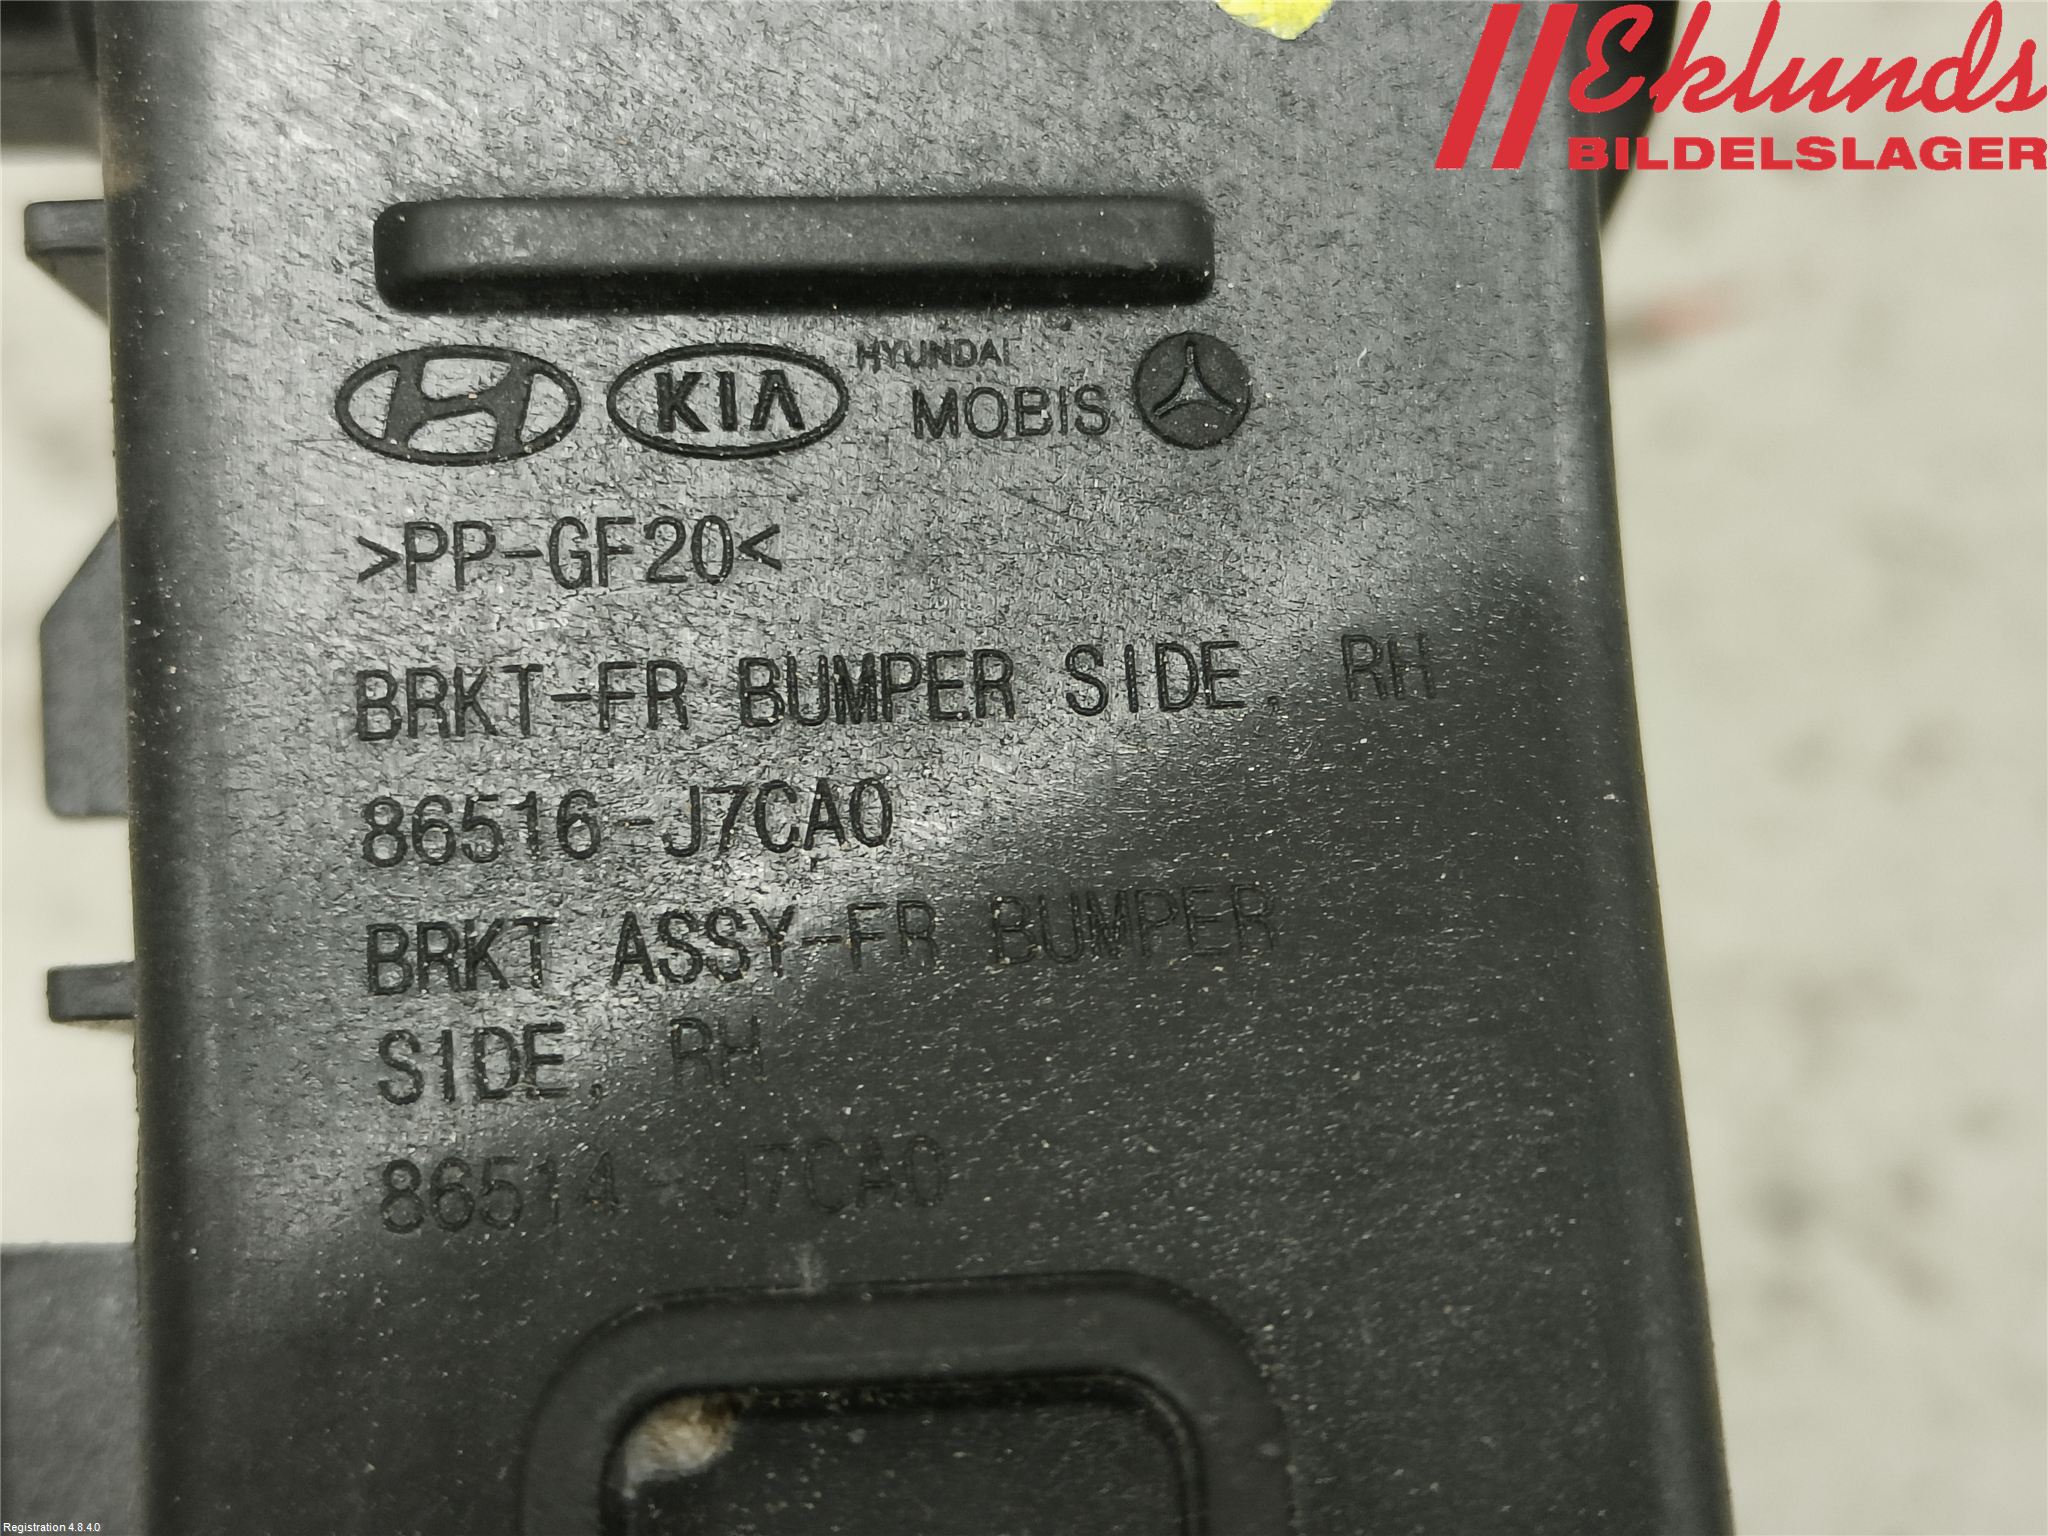 Eklunds
BILDELSLAGER
KIA HYUNDAI
MOBIS
>PP-GF20<
BRKT-FR BUMPER SIDE, RH
86516-J7CA0
BRKT ASSY-FR BUMPER
SIDE, RH
86514-J7CA0
Registration 4.8.4.0